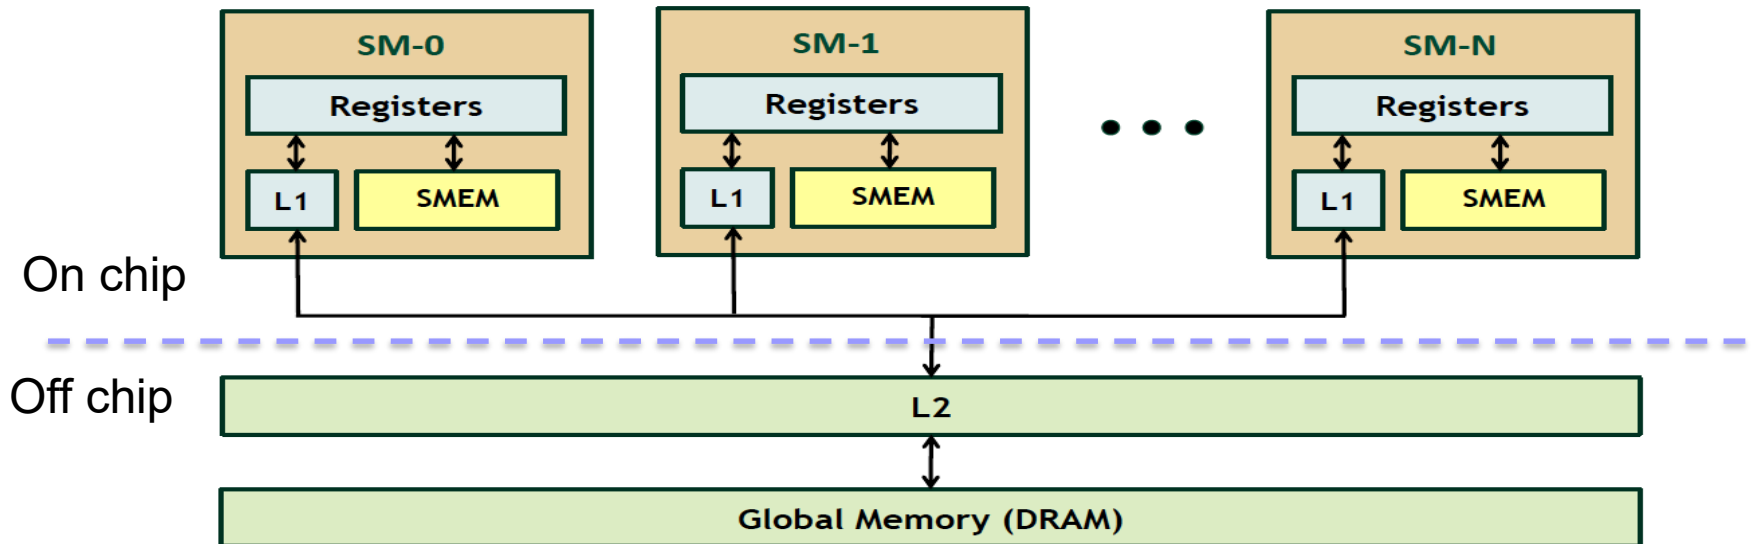 SM-0
Registers
L1
SMEM
SM-1
Registers
L1
SMEM
SM-N
Registers
L1
SMEM
On chip
Off chip
L2
Global Memory (DRAM)